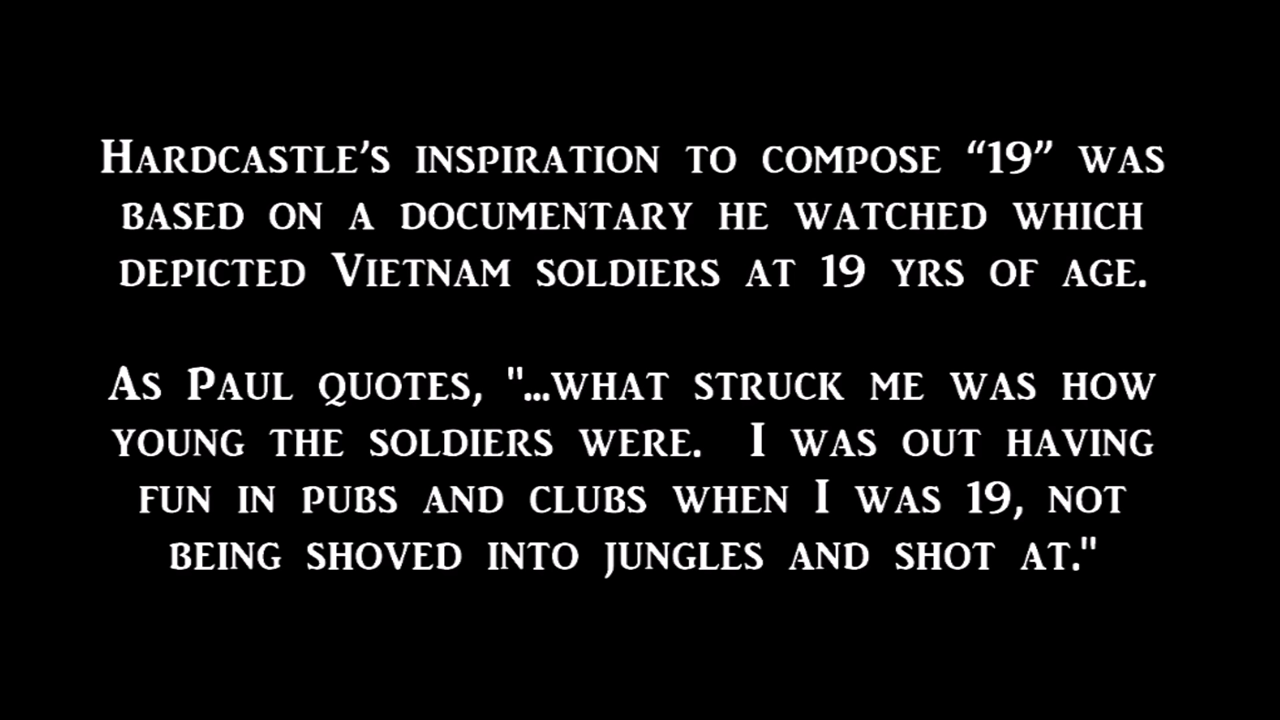 Hardcastle’s inspiration to compose “19” was
based on a documentary he watched which
depicted Vietnam soldiers at 19 yrs of age.
As Paul quotes, "...what struck me was how
young the soldiers were. I was out having
fun in pubs and clubs when I was 19, not
being shoved into jungles and shot at."